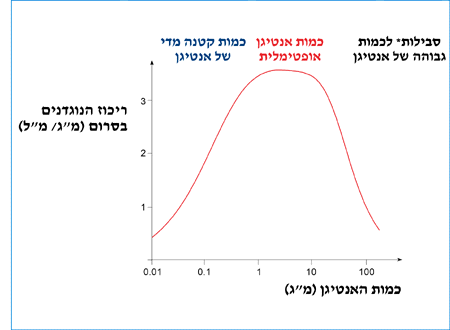 כמות קטנה מדי
של אנטיגן
כמות אנטיגן
אופטימלית
סבילות* לכמות
גבוהה של אנטיגן
ריכוז הנוגדנים
בסרום (מ"ג/ מ"ל)
3
2
1
0.01 0.1 1 10 100
כמות האנטיגן (מ"ג)